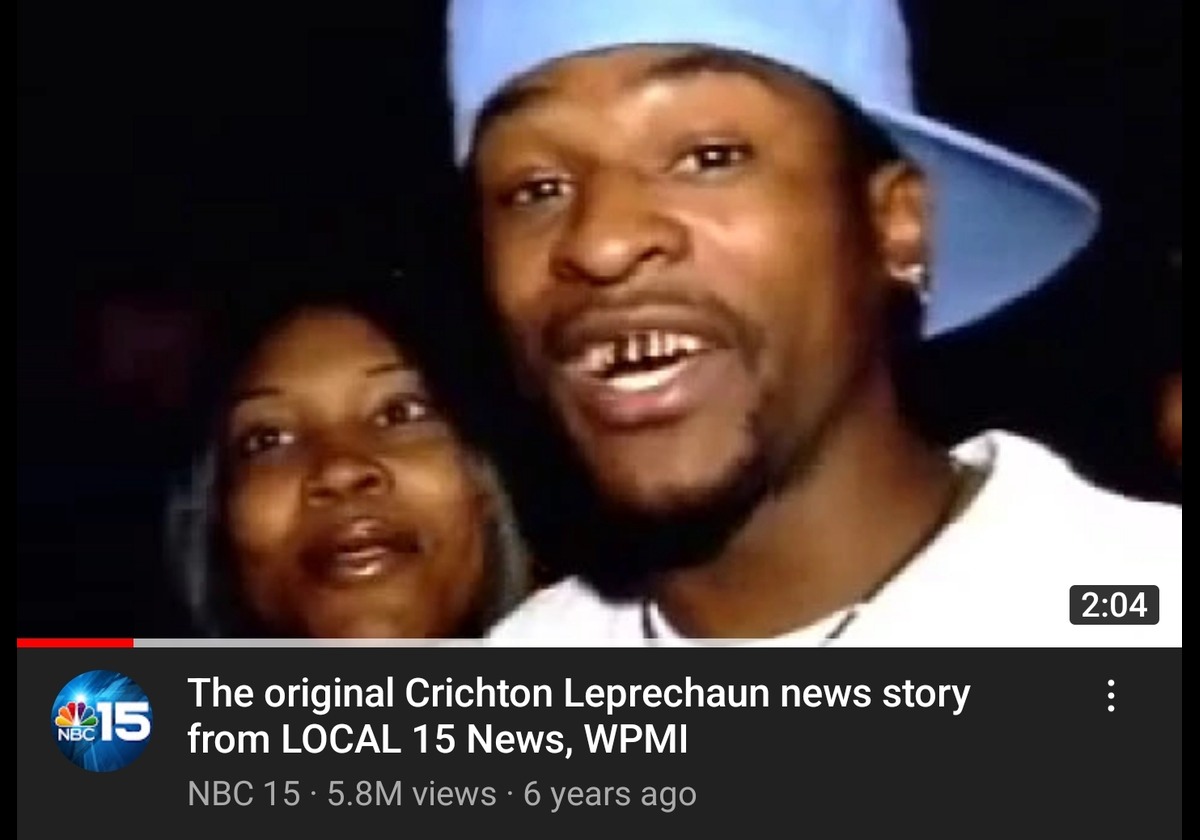 2:04
The original Crichton Leprechaun news story
from LOCAL 15 News, WPMI
NBC 15
NBC 15 · 5.8M views · 6 years ago